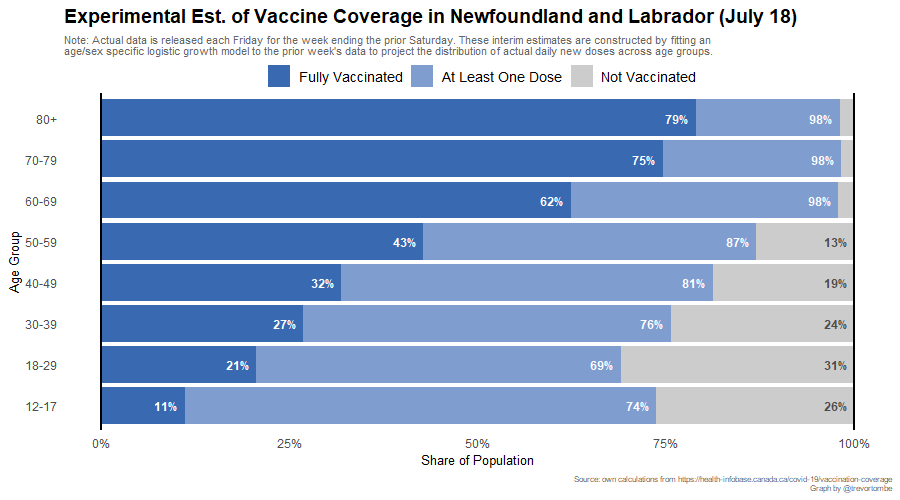 Experimental Est. of Vaccine Coverage in Newfoundland and Labrador (July 18)
Note: Actual data is released each Friday for the week ending the prior Saturday. These interim estimates are constructed by fitting an
age/sex specific logistic growth model to the prior week's data to project the distribution of actual daily new doses across age groups.
Fully Vaccinated At Least One Dose Not Vaccinated
80+ 79% 98%
70-79 75% 98%
60-69 62% 98%
50-59 43% 87% 13%
Age Group
40-49 32% 81% 19%
30-39 27% 76% 24%
18-29 21% 69% 31%
12-17 11% 74% 26%
0% 25% 50% 75% 100%
Share of Population
Source: own calculations from https://health-infobase.canada.ca/covid-19/vaccination-coverage
Graph by @trevortombe